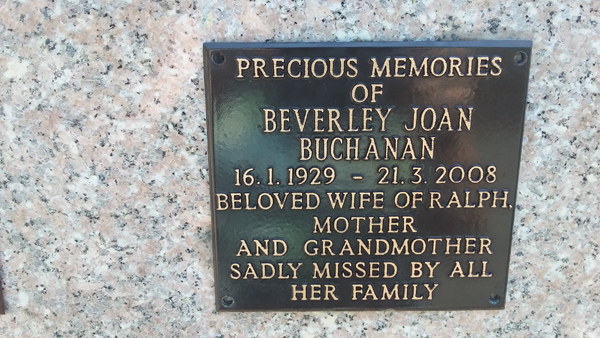 PRECIOUS MEMORIES
OF
BEVERLEY JOAN
BUCHANAN
16.1.1929 - 21.3.2008
BELOVED WIFE OF RALPH.
MOTHER
AND GRANDMOTHER
SADLY MISSED BY ALL
HER FAMILY